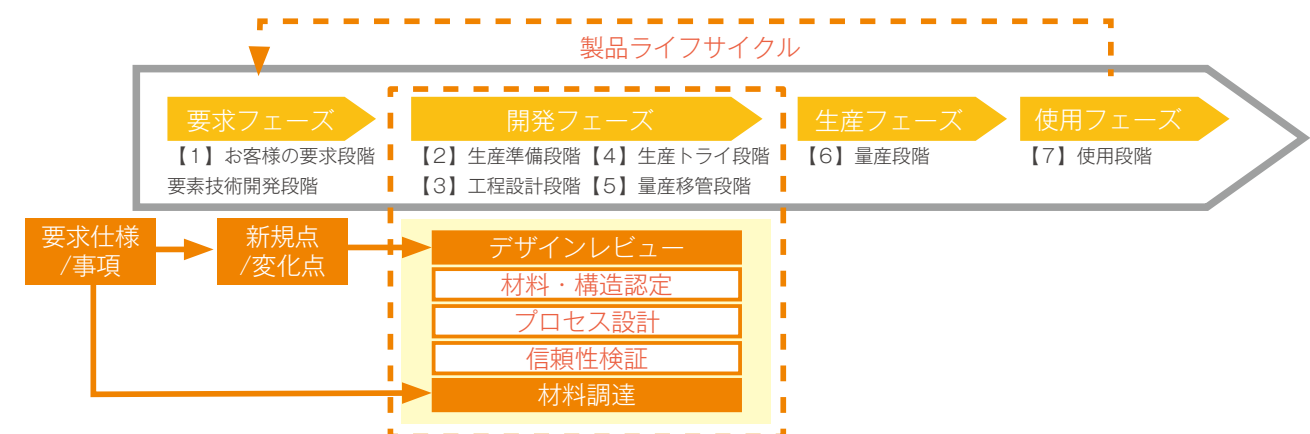 製品ライフサイクル
要求フェーズ
【1】お客様の要求段階
要素技術開発段階
開発フェーズ
【2】生産準備段階【4】生産トライ段階
【3】工程設計段階【5】量産移管段階
生産フェーズ
【6】量産段階
使用フェーズ
【7】使用段階
要求仕様
/事項
新規点
/変化点
デザインレビュー
材料・構造認定
プロセス設計
信頼性検証
材料調達